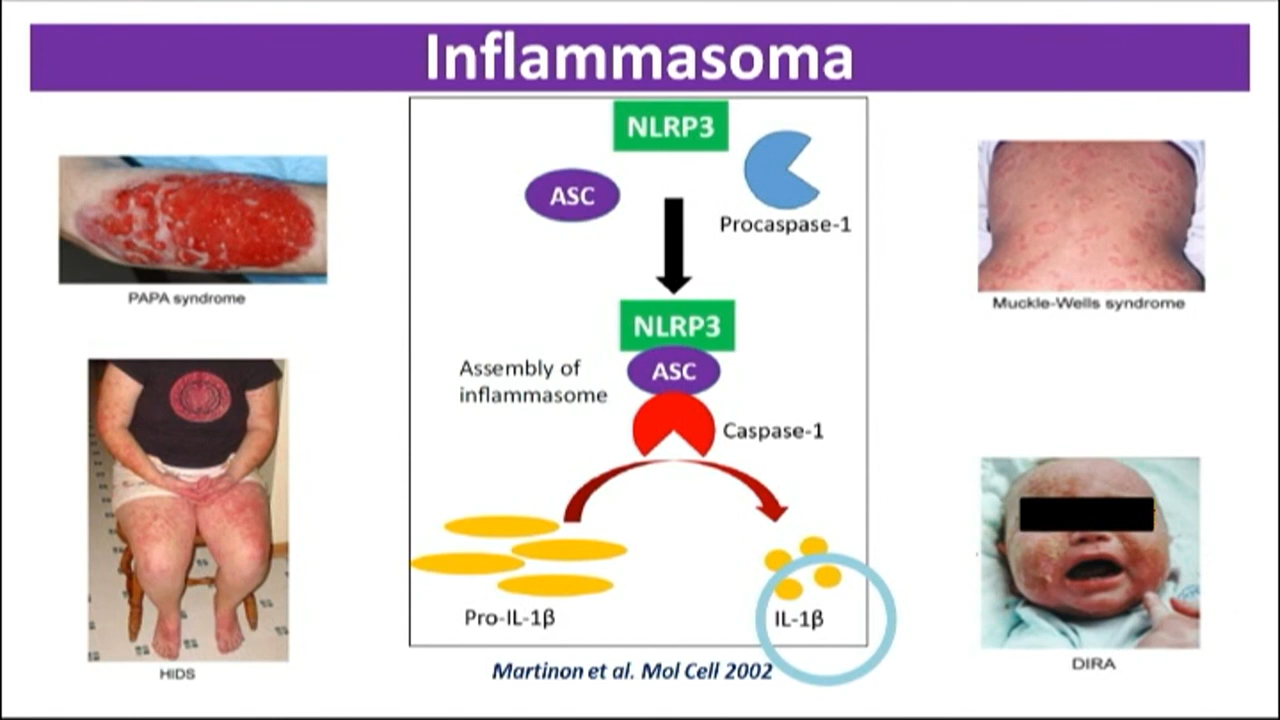 Inflammasoma
NLRP3
ASC
Procaspase-1
NLRP3
Assembly of
inflammasome
ASC
Caspase-1
Pro-IL-1β
IL-1β
Martinon et al. Mol Cell 2002
PAPA syndrome
HIDS
Muckle-Wells syndrome
DIRA